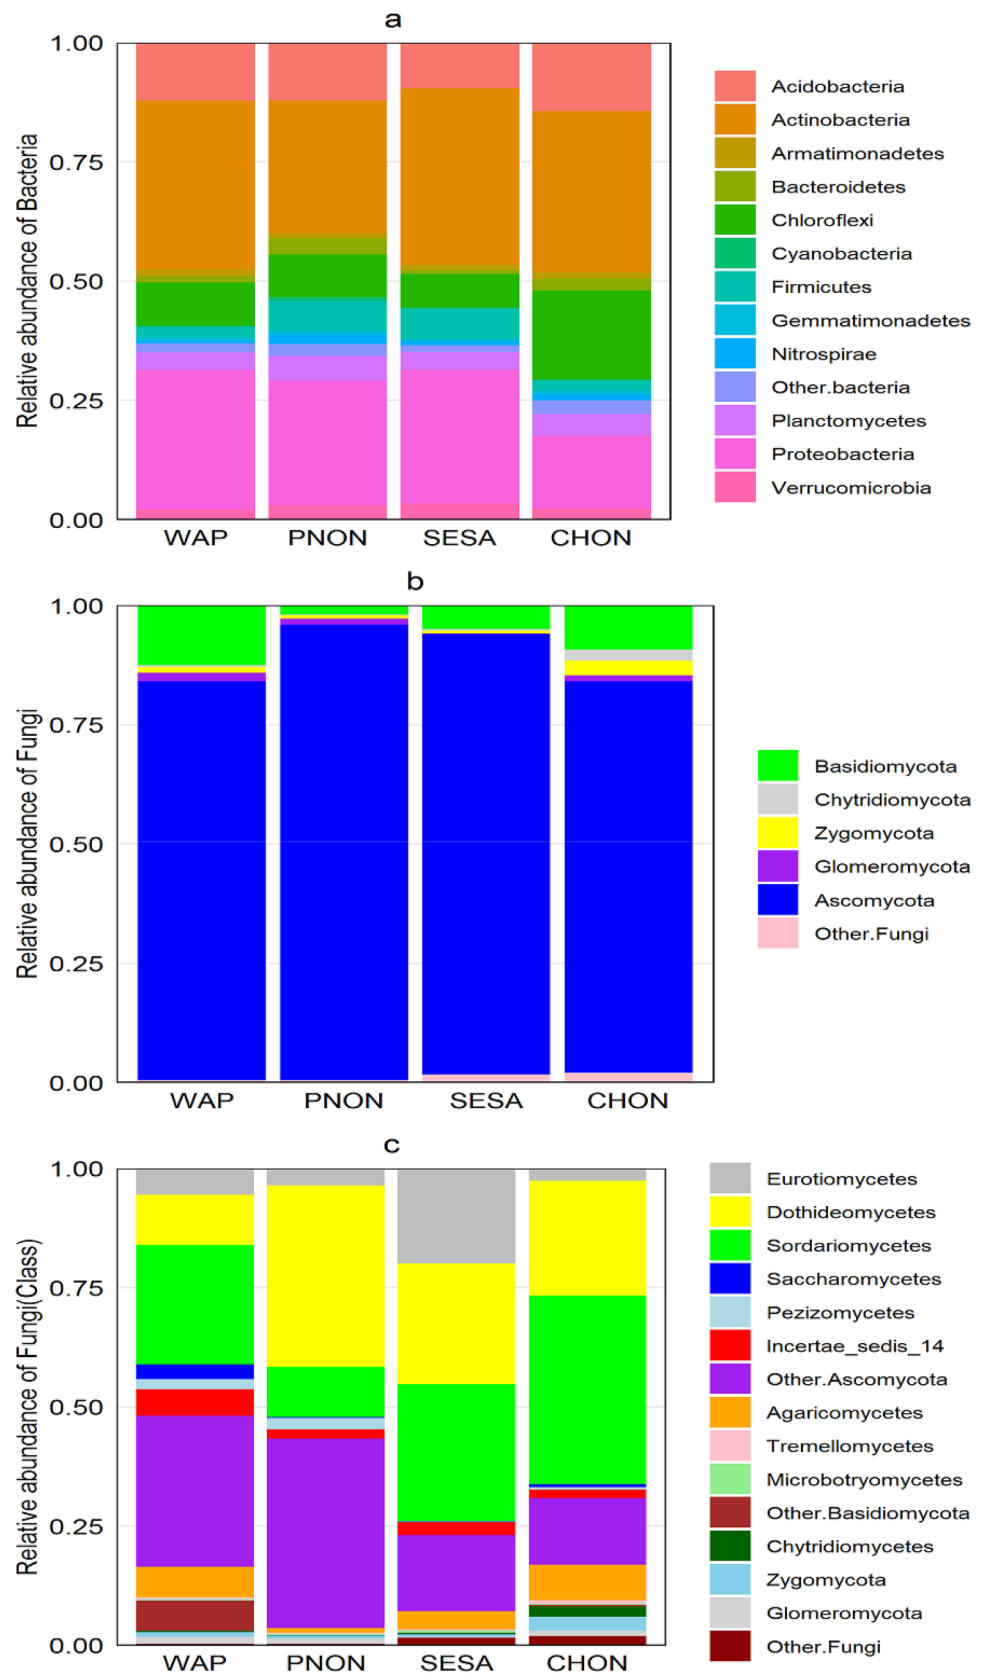 a
Relative abundance of Bacteria
1.00
0.75
0.50
0.25
0.00
WAP PNON SESA CHON
Acidobacteria
Actinobacteria
Armatimonadetes
Bacteroidetes
Chloroflexi
Cyanobacteria
Firmicutes
Gemmatimonadetes
Nitrospirae
Other.bacteria
Planctomycetes
Proteobacteria
Verrucomicrobia
b
Relative abundance of Fungi
1.00
0.75
0.50
0.25
0.00
WAP PNON SESA CHON
Basidiomycota
Chytridiomycota
Zygomycota
Glomeromycota
Ascomycota
Other.Fungi
c
Relative abundance of Fungi(Class)
1.00
0.75
0.50
0.25
0.00
WAP PNON SESA CHON
Eurotiomycetes
Dothideomycetes
Sordariomycetes
Saccharomycetes
Pezizomycetes
Incertae_sedis_14
Other.Ascomycota
Agaricomycetes
Tremellomycetes
Microbotryomycetes
Other.Basidiomycota
Chytridiomycetes
Zygomycota
Glomeromycota
Other.Fungi